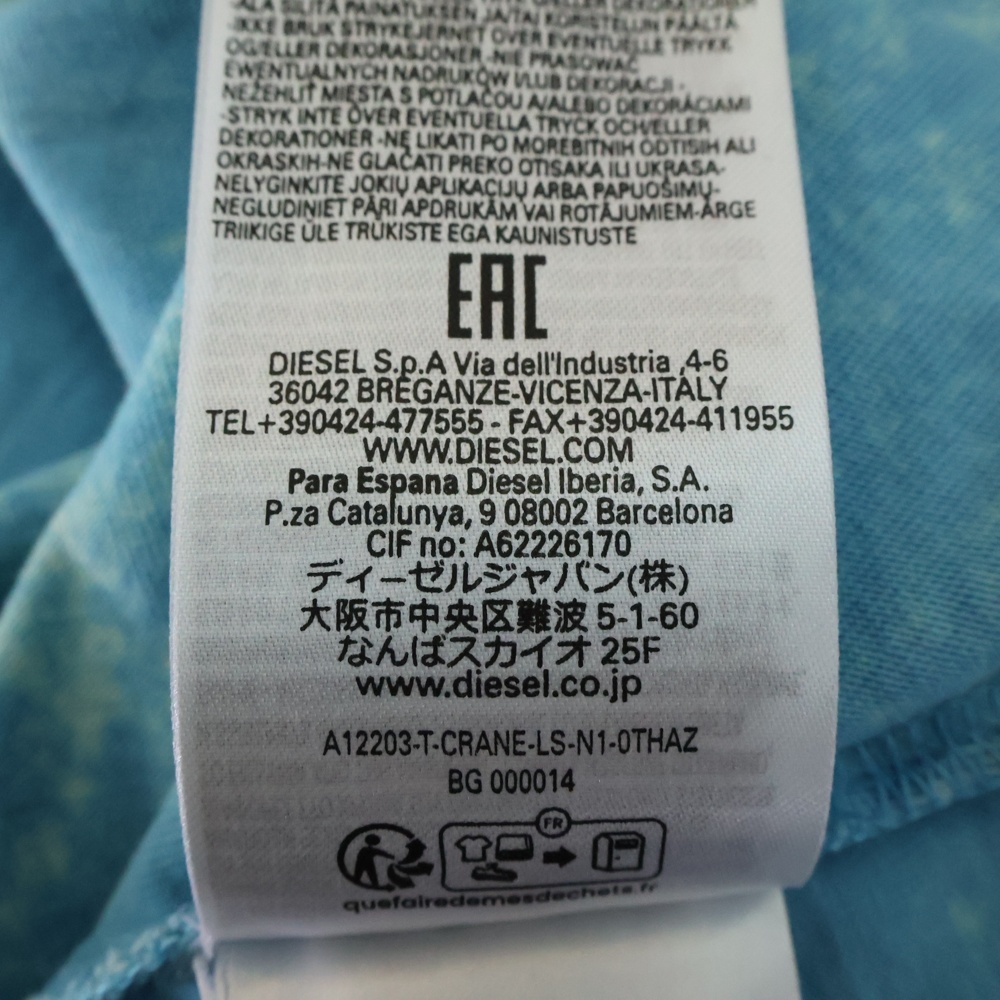 -ÄLÄ SILITÄ PAINATUKSEN JA/TAI KORISTELUN PÄÄLTÄ
-IKKE BRUK STRYKEJERNET OVER EVENTUELLE TRYKK
OG/ELLER DEKORASJONER -NIE PRASOWAĆ
EWENTUALNYCH NADRUKÓW I/LUB DEKORACJI -
NEŽEHLIŤ MIESTA S POTLAČOU A/ALEBO DEKORÁCIAMI
-STRYK INTE ÖVER EVENTUELLA TRYCK OCH/ELLER
DEKORATIONER -NE LIKATI PO MOREBITNIH ODTISIH ALI
OKRASKIH-NE GLAČATI PREKO OTISAKA ILI UKRASA-
NELYGINKITE JOKIŲ APLIKACIJŲ ARBA PAPUOŠIMŲ-
NEGLUDINIET PĀRI APDRUKĀM VAI ROTĀJUMIEM-ÄRGE
TRIIKIGE ÜLE TRÜKISTE EGA KAUNISTUSTE
EAC
DIESEL S.p.A Via dell'Industria ,4-6
36042 BREGANZE-VICENZA-ITALY
TEL+390424-477555 - FAX+390424-411955
WWW.DIESEL.COM
Para Espana Diesel Iberia, S.A.
P.za Catalunya, 9 08002 Barcelona
CIF no: A62226170
ディーゼルジャパン(株)
大阪市中央区難波 5-1-60
なんばスカイオ 25F
www.diesel.co.jp
A12203-T-CRANE-LS-N1-0THAZ
BG 000014
FR
quefairedemesdechets.fr